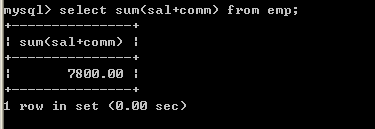 mysql> select sum(sal+comm) from emp;
+---------------+
¦ sum(sal+comm) ¦
+---------------+
¦       7800.00 ¦
+---------------+
1 row in set (0.00 sec)